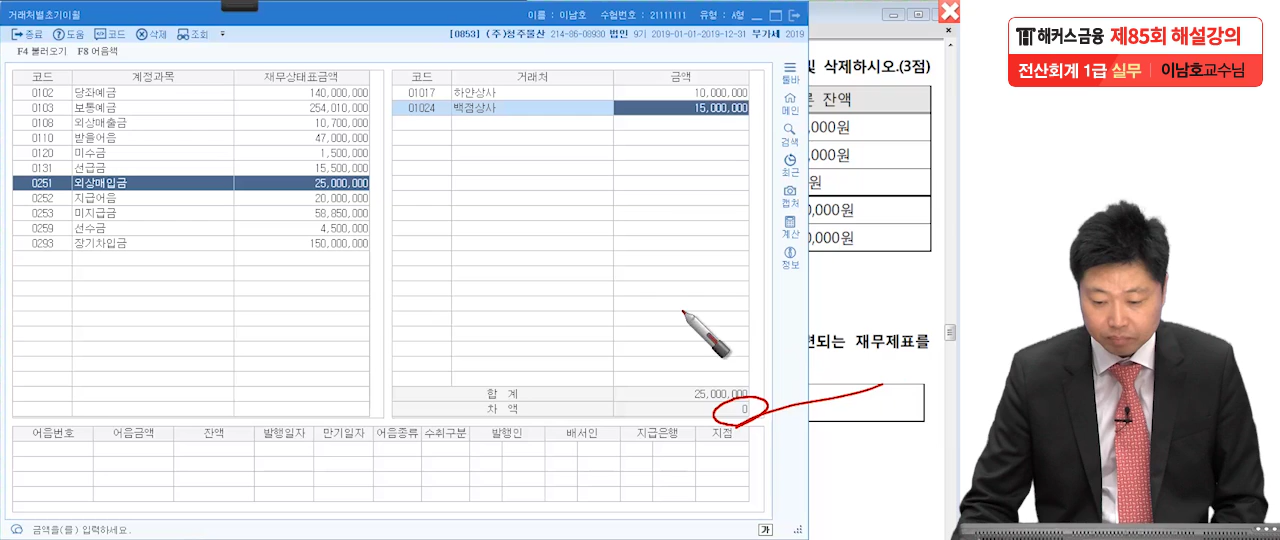 거래처별초기이월
이름 : 이남호 수험번호 : 21111111 유형 : A형
종료 도움 코드 삭제 조회
[0853] (주)청주물산 214-86-08930 법인 9기 2019-01-01~2019-12-31 부가세 2019
F4 불러오기 F8 어음책
코드 계정과목 재무상태표금액
0102 당좌예금 140,000,000
0103 보통예금 254,010,000
0108 외상매출금 10,700,000
0110 받을어음 47,000,000
0120 미수금 1,500,000
0131 선급금 15,500,000
0251 외상매입금 25,000,000
0252 지급어음 20,000,000
0253 미지급금 58,850,000
0259 선수금 4,500,000
0293 장기차입금 150,000,000
코드 거래처 금액
01017 하얀상사 10,000,000
01024 백점상사 15,000,000
합 계 25,000,000
차 액 0
어음번호 어음금액 잔액 발행일자 만기일자 어음종류 수취구분 발행인 배서인 지급은행 지점
금액을(를) 입력하세요.
가
툴바
메인
검색
최근
캡처
계산
정보
및 삭제하시오.(3점)
잔액
,000원
,000원
원
0,000원
0,000원
련되는 재무제표를
해커스금융 제85회 해설강의
전산회계 1급 실무 이남호교수님